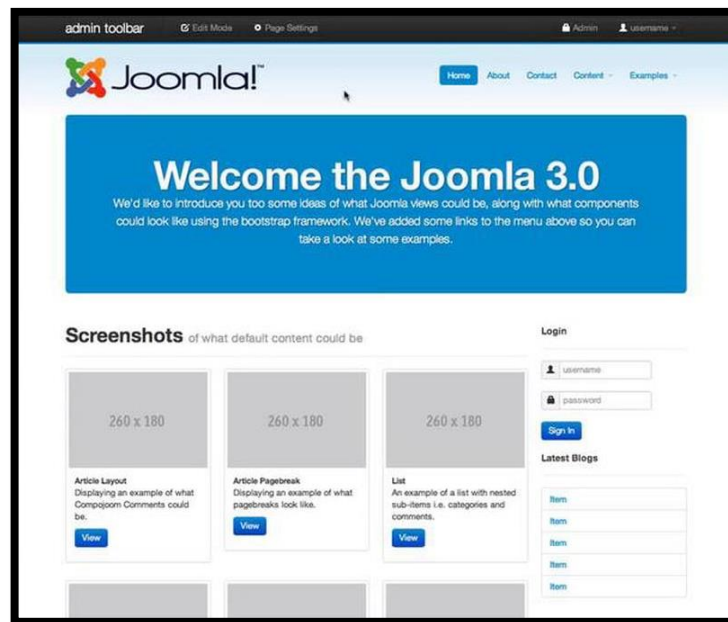 admin toolbar Edit Mode Page Settings Admin username
Joomla!™
Home About Contact Content Examples
Welcome the Joomla 3.0
We'd like to introduce you too some ideas of what Joomla views could be, along
with what components
could look like using the bootstrap framework. We've added some links to the menu above so you can
take a look at some examples.
Screenshots of what default content could be
260 x 180
Article Layout
Displaying an example of what
Compojoom Comments could
be.
View
260 x 180
Article Pagebreak
Displaying an example of what
pagebreaks look like.
View
260 x 180
List
An example of a list with nested
sub-items i.e. categories and
comments.
View
Login
username
password
Sign In
Latest Blogs
Item
Item
Item
Item
Item